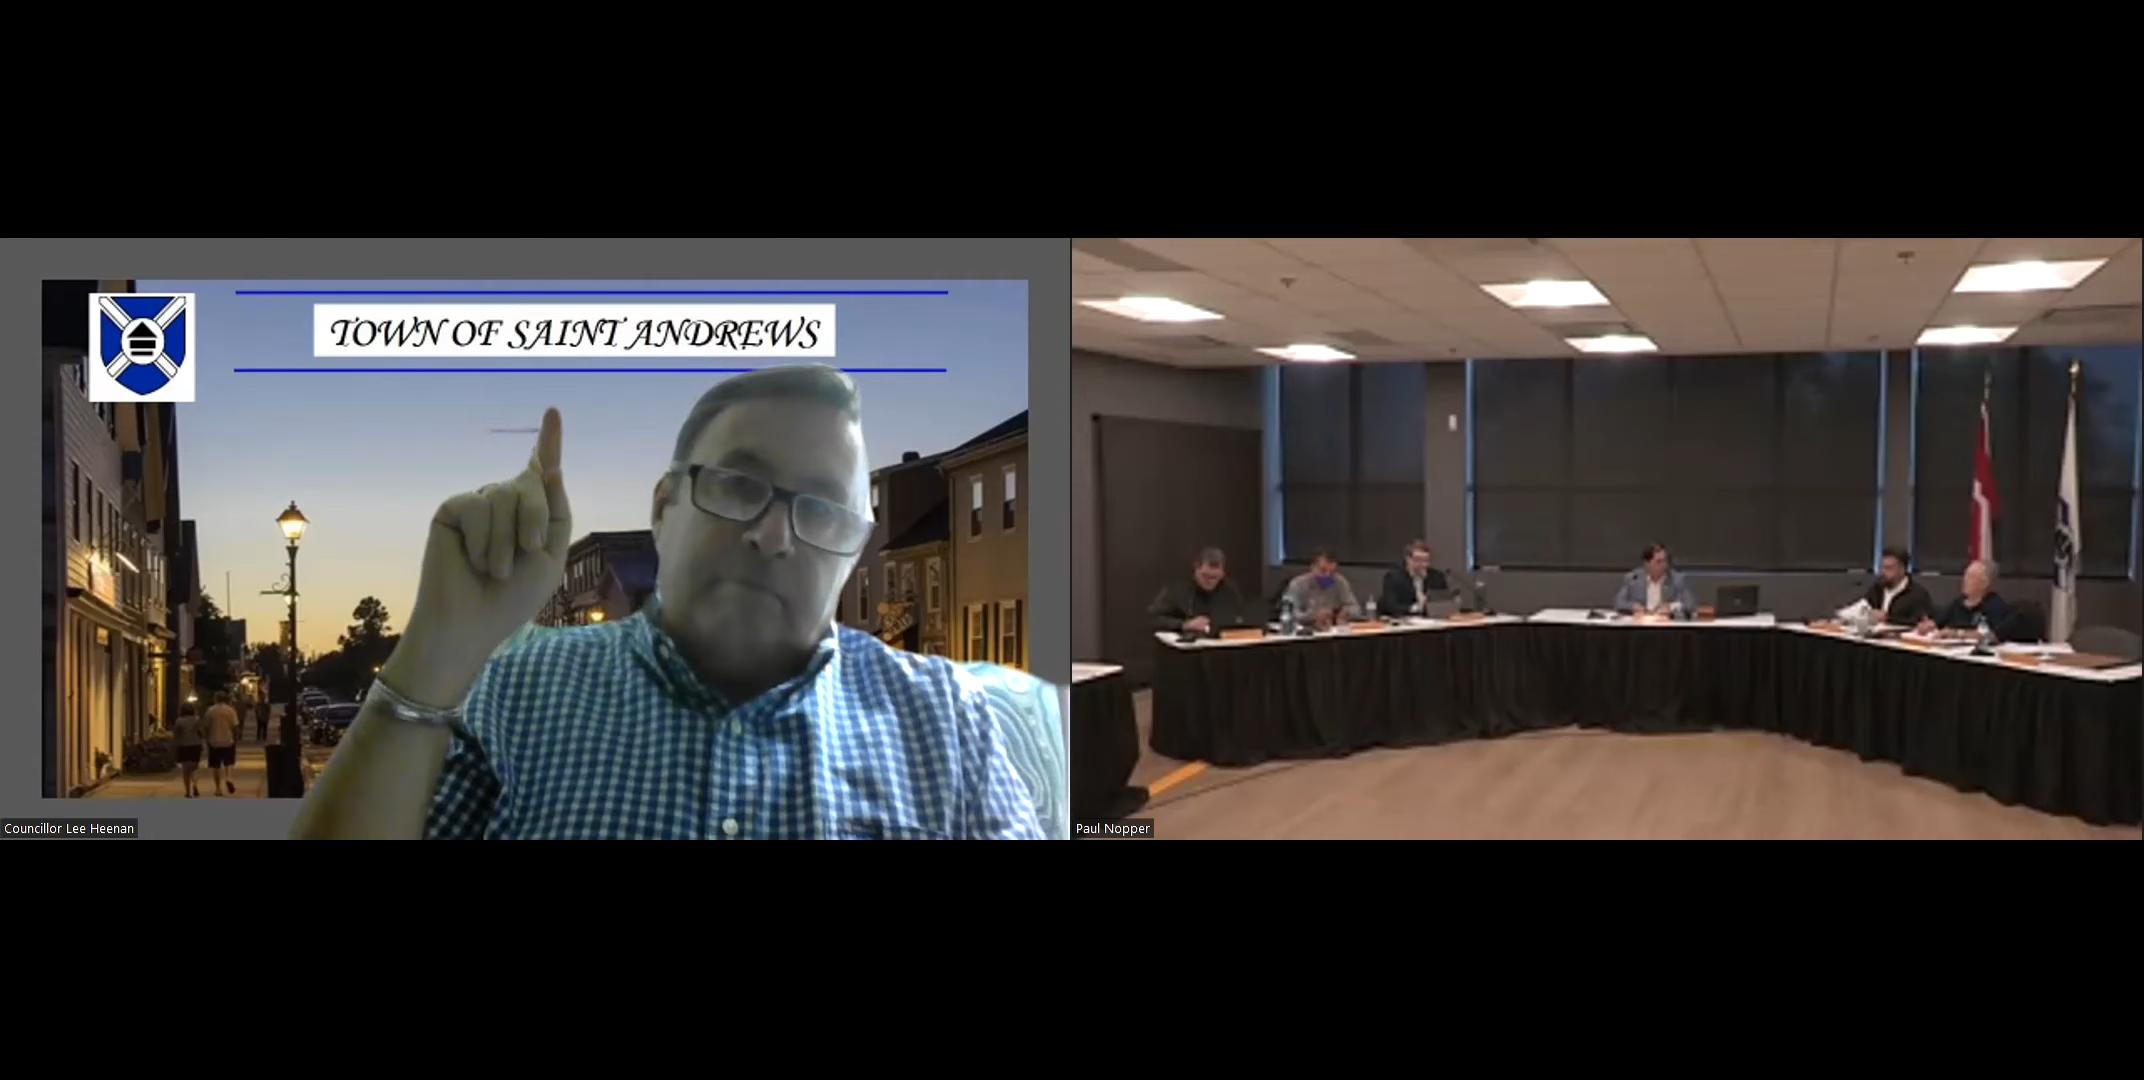 TOWN OF SAINT ANDREWS
Councillor Lee Heenan
Paul Nopper